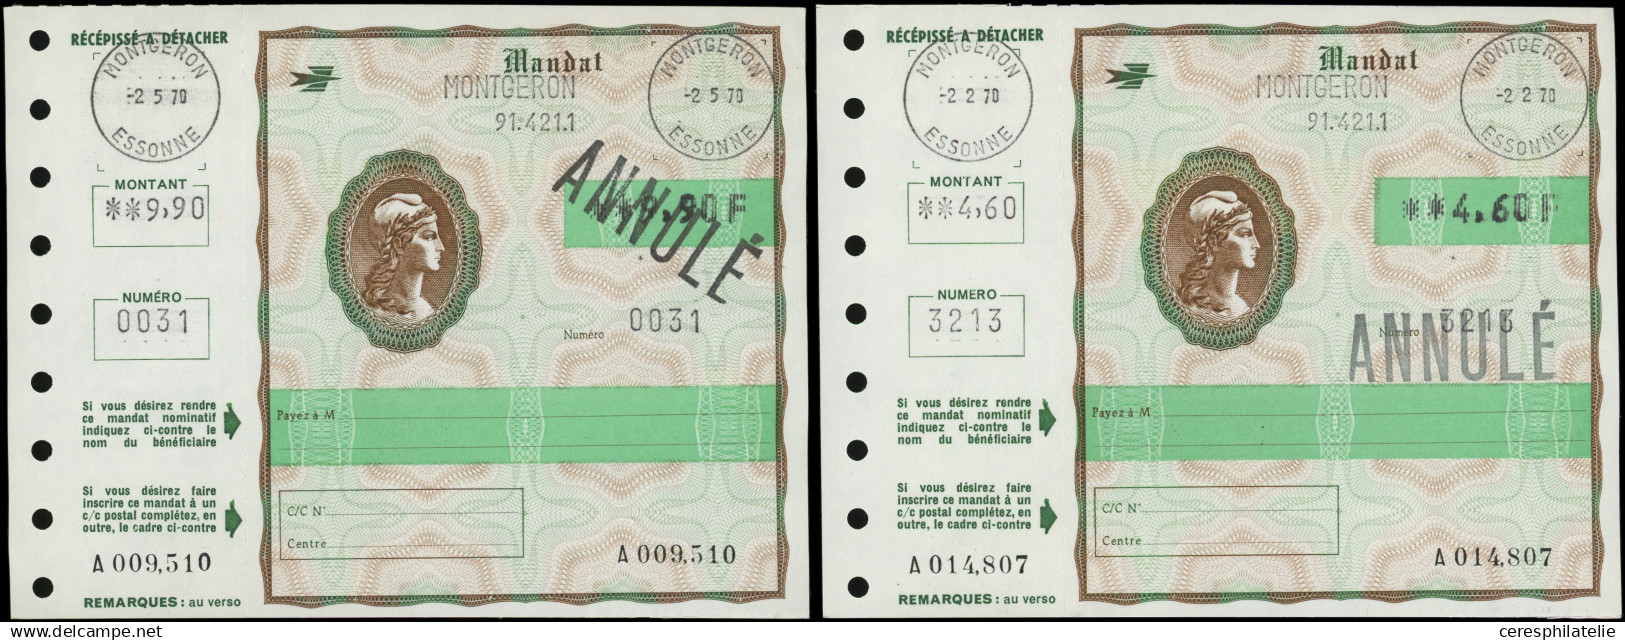 RÉCÉPISSÉ A DÉTACHER
MONTGERON
-2 5 70
ESSONNE
MONTANT
**9,90
NUMÉRO
0031
Si vous désirez rendre
ce mandat nominatif
indiquez ci-contre le
nom du bénéficiaire
Si vous désirez faire
inscrire ce mandat à un
c/c postal complétez, en
outre, le cadre ci-contre
A 009,510
REMARQUES : au verso
Mandat
MONTGERON
91.421.1
MONTGERON
-2 5 70
ESSONNE
**9,90 F
ANNULÉ
Numéro 0031
Payez à M
C/C N°
Centre
A 009,510
RÉCÉPISSÉ A DÉTACHER
MONTGERON
-2 2 70
ESSONNE
MONTANT
**4,60
NUMÉRO
3213
Si vous désirez rendre
ce mandat nominatif
indiquez ci-contre le
nom du bénéficiaire
Si vous désirez faire
inscrire ce mandat à un
c/c postal complétez, en
outre, le cadre ci-contre
A 014,807
REMARQUES : au verso
Mandat
MONTGERON
91.421.1
MONTGERON
-2 2 70
ESSONNE
**4,60 F
Numéro 3213
ANNULÉ
Payez à M
C/C N°
Centre
A 014,807
www.delcampe.net
ceresphilatelie